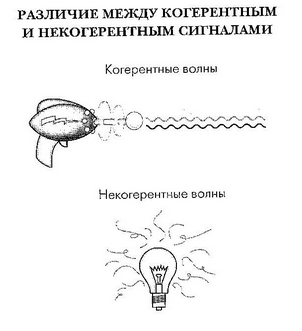 РАЗЛИЧИЕ МЕЖДУ КОГЕРЕНТНЫМ
И НЕКОГЕРЕНТНЫМ СИГНАЛАМИ
Когерентные волны
Некогерентные волны